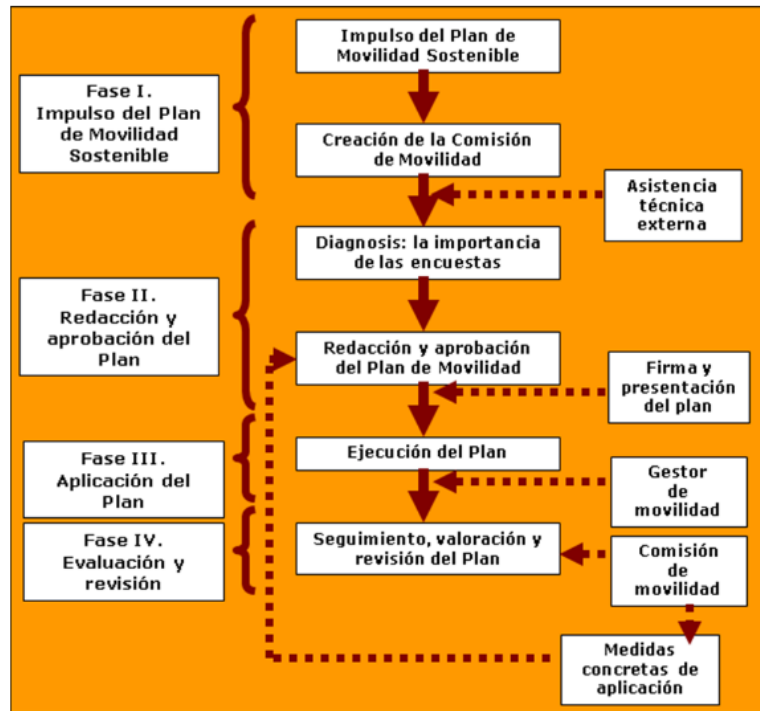 Impulso del Plan de
Movilidad Sostenible
Fase I.
Impulso del Plan
de Movilidad
Sostenible
Creación de la Comisión
de Movilidad
Asistencia
técnica
externa
Diagnosis: la importancia
de las encuestas
Fase II.
Redacción y
aprobación del
Plan
Redacción y aprobación
del Plan de Movilidad
Firma y
presentación
del plan
Fase III.
Aplicación del
Plan
Ejecución del Plan
Gestor
de
movilidad
Fase IV.
Evaluación y
revisión
Seguimiento, valoración y
revisión del Plan
Comisión
de
movilidad
Medidas
concretas de
aplicación